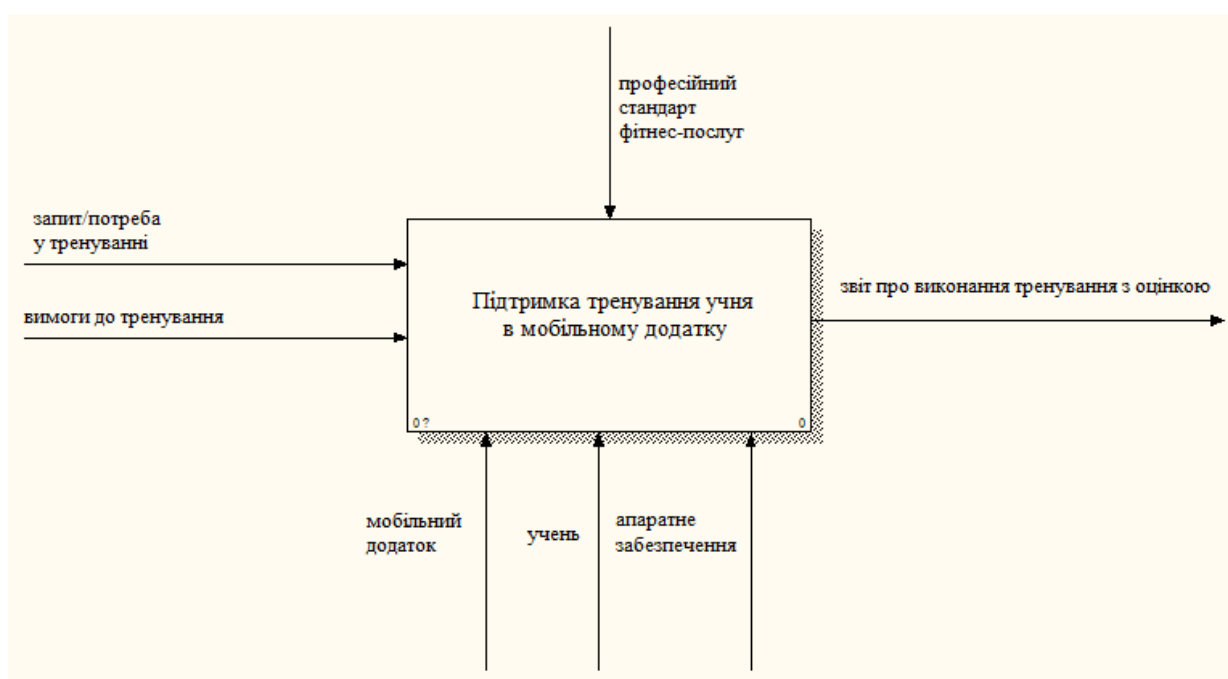 професійний
стандарт
фітнес-послуг
запит/потреба
у тренуванні
вимоги до тренування
Підтримка тренування учня
в мобільному додатку
звіт про виконання тренування з оцінкою
0 ?
0
мобільний
додаток
учень
апаратне
забезпечення